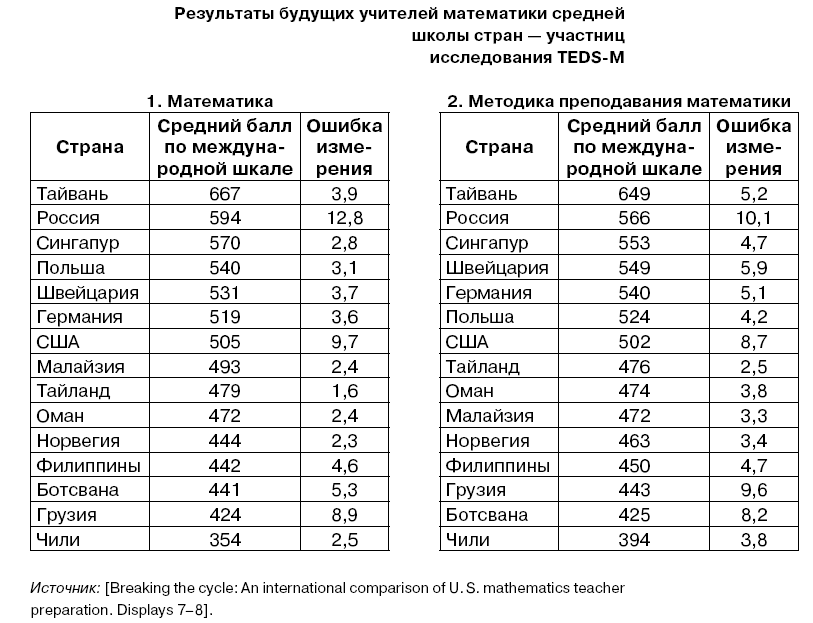 Результаты будущих учителей математики средней
школы стран — участниц
исследования TEDS-M
1. Математика
Страна Средний балл по междуна- родной шкале Ошибка изме- рения
Тайвань 667 3,9
Россия 594 12,8
Сингапур 570 2,8
Польша 540 3,1
Швейцария 531 3,7
Германия 519 3,6
США 505 9,7
Малайзия 493 2,4
Тайланд 479 1,6
Оман 472 2,4
Норвегия 444 2,3
Филиппины 442 4,6
Ботсвана 441 5,3
Грузия 424 8,9
Чили 354 2,5
2. Методика преподавания математики
Страна Средний балл по междуна- родной шкале Ошибка изме- рения
Тайвань 649 5,2
Россия 566 10,1
Сингапур 553 4,7
Швейцария 549 5,9
Германия 540 5,1
Польша 524 4,2
США 502 8,7
Тайланд 476 2,5
Оман 474 3,8
Малайзия 472 3,3
Норвегия 463 3,4
Филиппины 450 4,7
Грузия 443 9,6
Ботсвана 425 8,2
Чили 394 3,8
Источник: [Breaking the cycle: An international comparison of U. S. mathematics teacher
preparation. Displays 7–8].